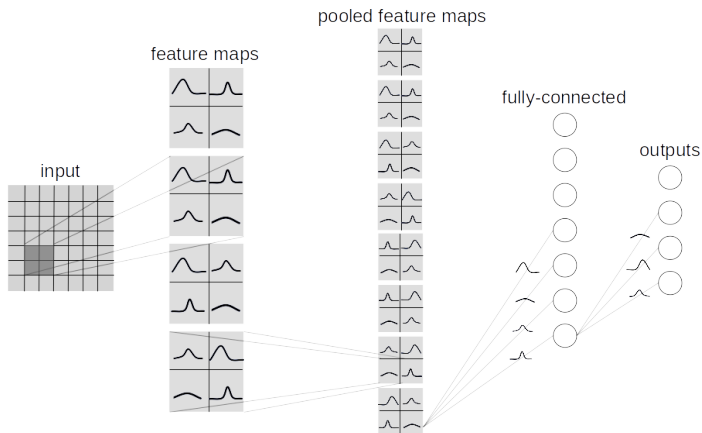 pooled feature maps
feature maps
fully-connected
outputs
input